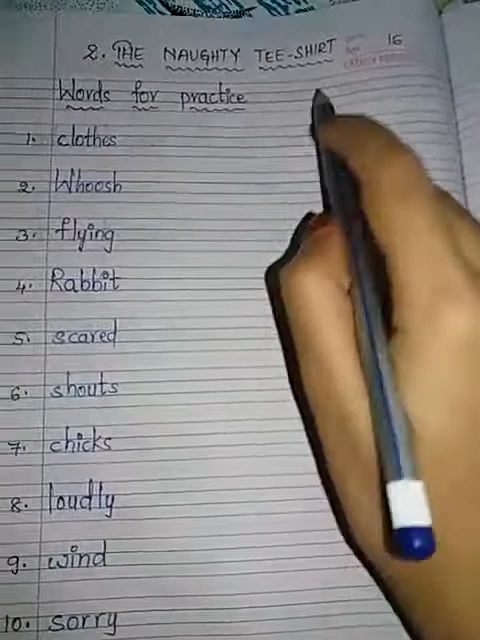 2. THE NAUGHTY TEE-SHIRT
16
Words for practice
1. clothes
2. Whoosh
3. flying
4. Rabbit
5. scared
6. shouts
7. chicks
8. loudly
9. wind
10. sorry